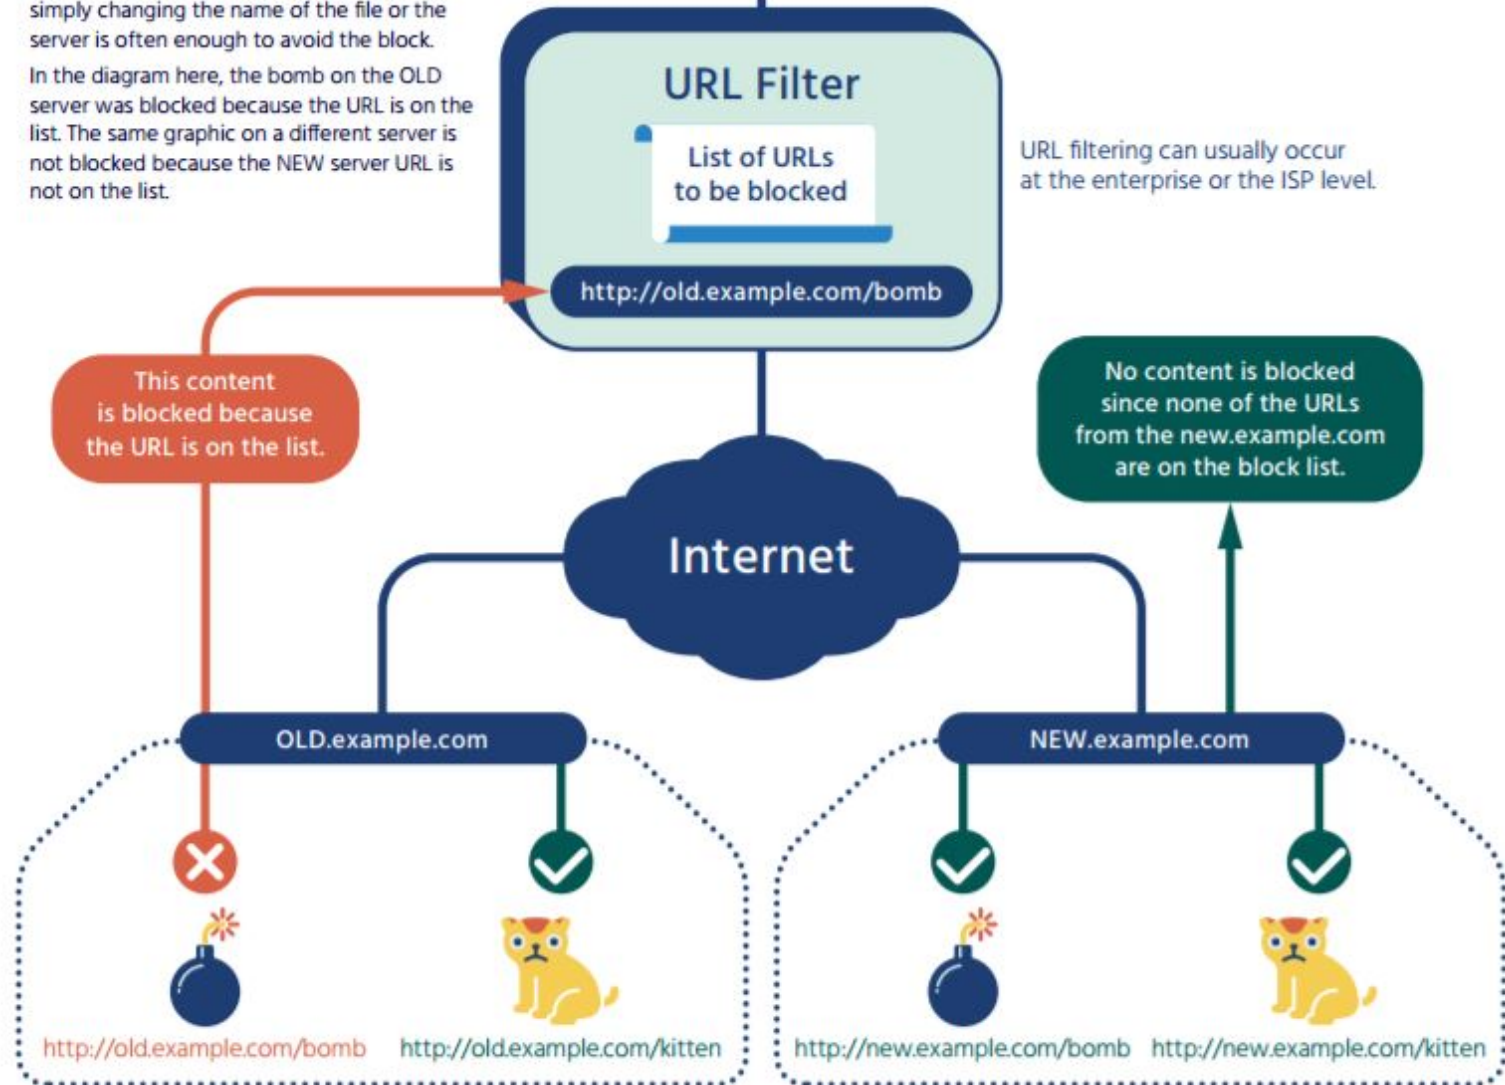 simply changing the name of the file or the
server is often enough to avoid the block.
In the diagram here, the bomb on the OLD
server was blocked because the URL is on the
list. The same graphic on a different server is
not blocked because the NEW server URL is
not on the list.
URL Filter
List of URLs
to be blocked
http://old.example.com/bomb
URL filtering can usually occur
at the enterprise or the ISP level.
This content
is blocked because
the URL is on the list.
No content is blocked
since none of the URLs
from the new.example.com
are on the block list.
Internet
OLD.example.com
NEW.example.com
http://old.example.com/bomb
http://old.example.com/kitten
http://new.example.com/bomb
http://new.example.com/kitten